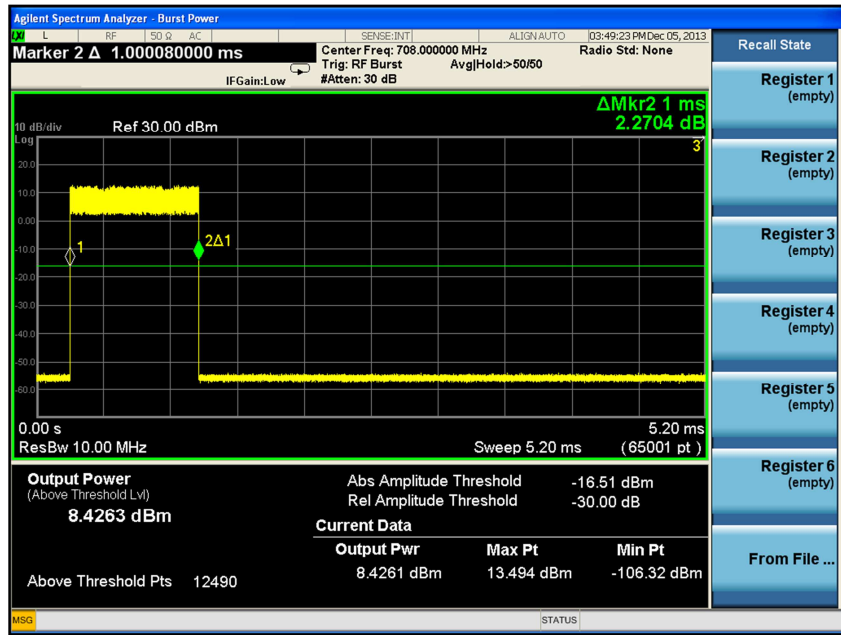 Agilent Spectrum Analyzer - Burst Power
LXI L RF 50 Ω AC SENSE:INT ALIGN AUTO 03:49:23 PM Dec 05, 2013
Marker 2 Δ 1.000080000 ms
Center Freq: 708.000000 MHz
Radio Std: None
Trig: RF Burst Avg|Hold:>50/50
IFGain:Low #Atten: 30 dB
ΔMkr2 1 ms
2.2704 dB
10 dB/div Ref 30.00 dBm
Log
3
20.0
10.0
0.00
-10.0
-20.0
-30.0
-40.0
-50.0
-60.0
1
2Δ1
0.00 s 5.20 ms
ResBw 10.00 MHz Sweep 5.20 ms (65001 pt)
Output Power
(Above Threshold Lvl)
8.4263 dBm
Above Threshold Pts 12490
Abs Amplitude Threshold -16.51 dBm
Rel Amplitude Threshold -30.00 dB
Current Data
Output Pwr Max Pt Min Pt
8.4261 dBm 13.494 dBm -106.32 dBm
Recall State
Register 1
(empty)
Register 2
(empty)
Register 3
(empty)
Register 4
(empty)
Register 5
(empty)
Register 6
(empty)
From File ...
MSG STATUS